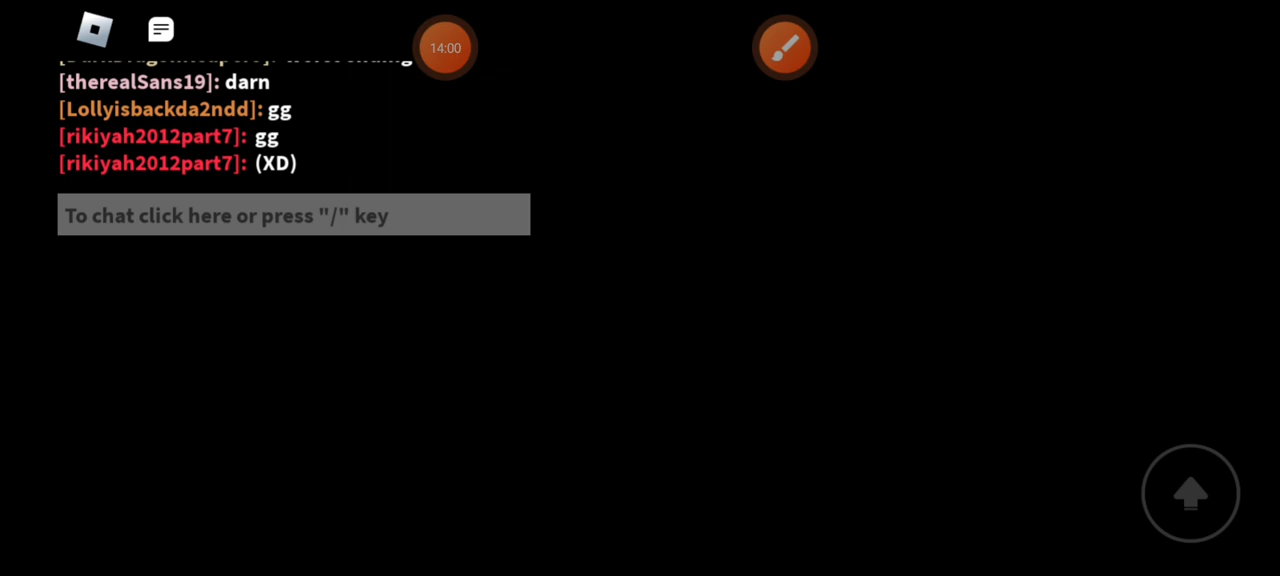 14:00
[therealSans19]: darn
[Lollyisbackda2ndd]: gg
[rikiyah2012part7]: gg
[rikiyah2012part7]: (XD)
To chat click here or press "/" key